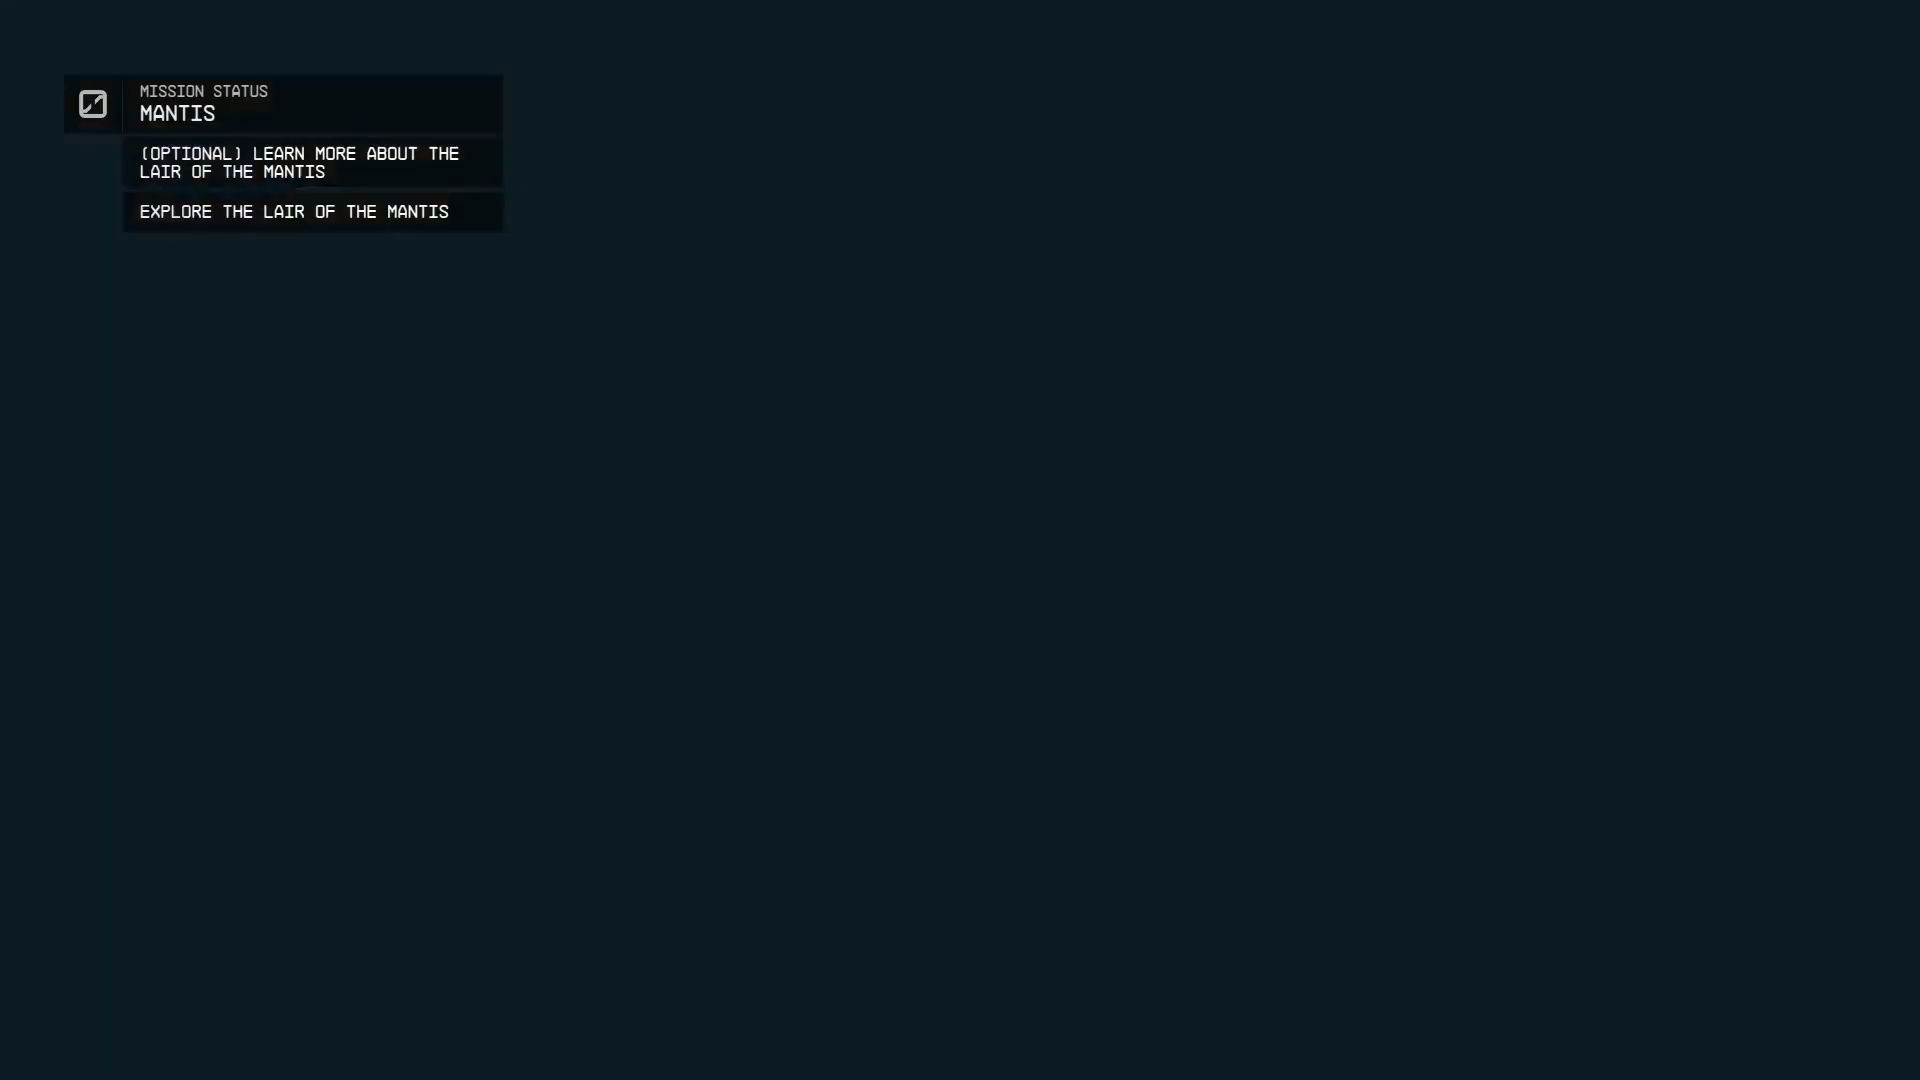 MISSION STATUS
MANTIS
(OPTIONAL) LEARN MORE ABOUT THE
LAIR OF THE MANTIS
EXPLORE THE LAIR OF THE MANTIS